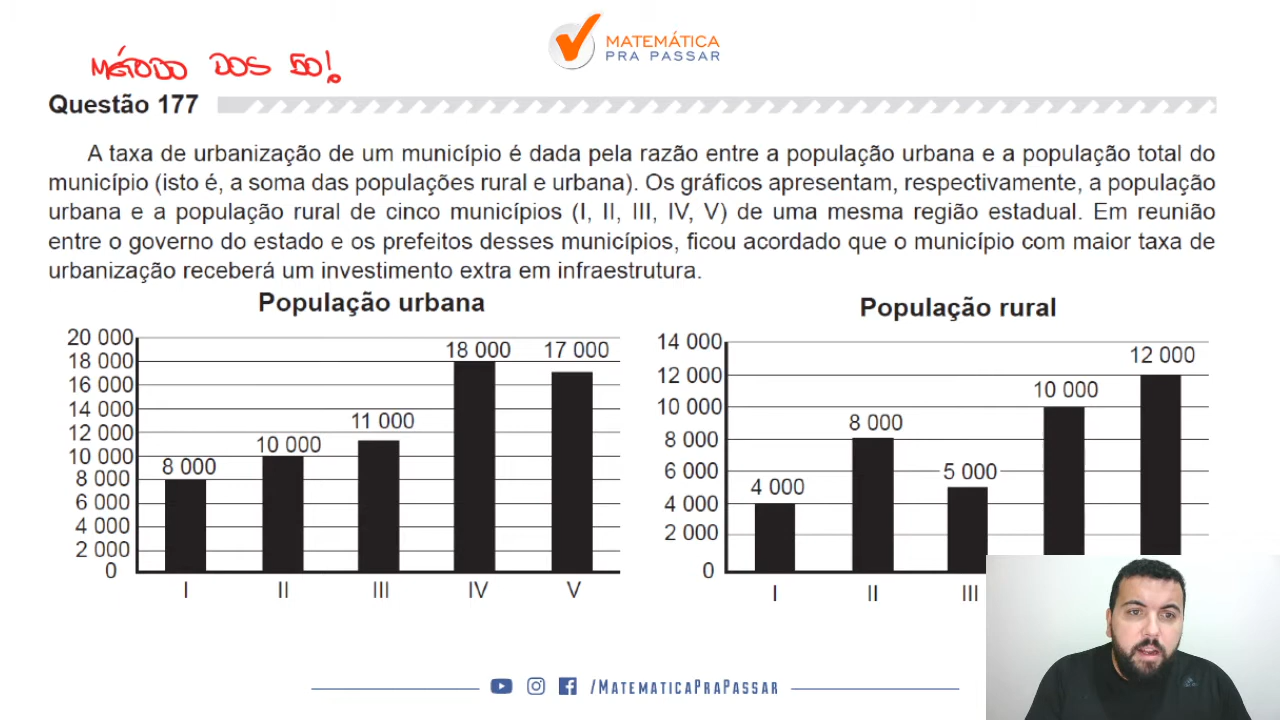 MATEMÁTICA
PRA PASSAR
MÉTODO DOS 50!
Questão 177
A taxa de urbanização de um município é dada pela razão entre a população urbana e a população total do
município (isto é, a soma das populações rural e urbana). Os gráficos apresentam, respectivamente, a população
urbana e a população rural de cinco municípios (I, II, III, IV, V) de uma mesma região estadual. Em reunião
entre o governo do estado e os prefeitos desses municípios, ficou acordado que o município com maior taxa de
urbanização receberá um investimento extra em infraestrutura.
População urbana
20 000
18 000
16 000
14 000
12 000
10 000
8 000
6 000
4 000
2 000
0
8 000
10 000
11 000
18 000
17 000
I II III IV V
População rural
14 000
12 000
10 000
8 000
6 000
4 000
2 000
0
4 000
8 000
5 000
10 000
12 000
I II III
/MATEMATICAPRAPASSAR